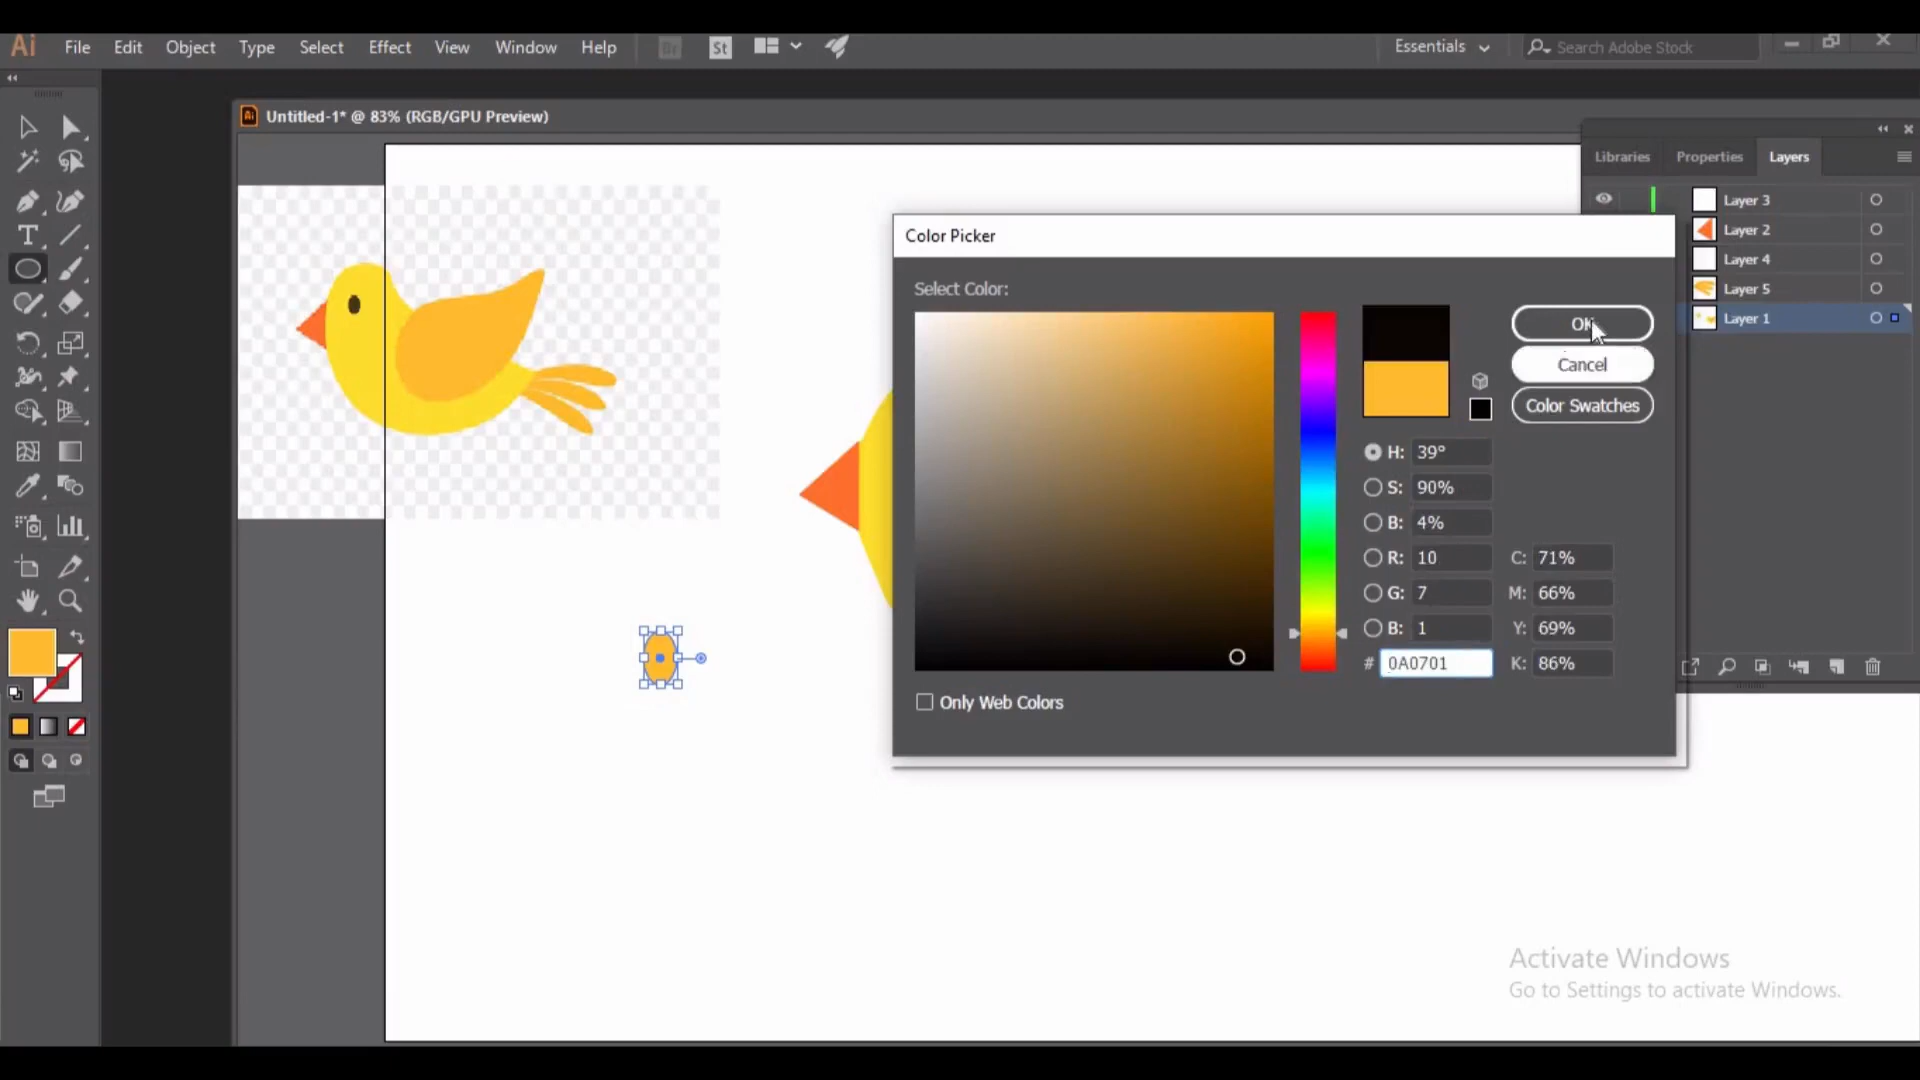 Ai File Edit Object Type Select Effect View Window Help Br St Essentials Search Adobe Stock
Ai Untitled-1* @ 83% (RGB/GPU Preview)
Libraries Properties Layers
Layer 3
Layer 2
Layer 4
Layer 5
Layer 1
Color Picker
Select Color:
OK
Cancel
Color Swatches
H: 39°
S: 90%
B: 4%
R: 10 C: 71%
G: 7 M: 66%
B: 1 Y: 69%
# 0A0701 K: 86%
Only Web Colors
T
Activate Windows
Go to Settings to activate Windows.